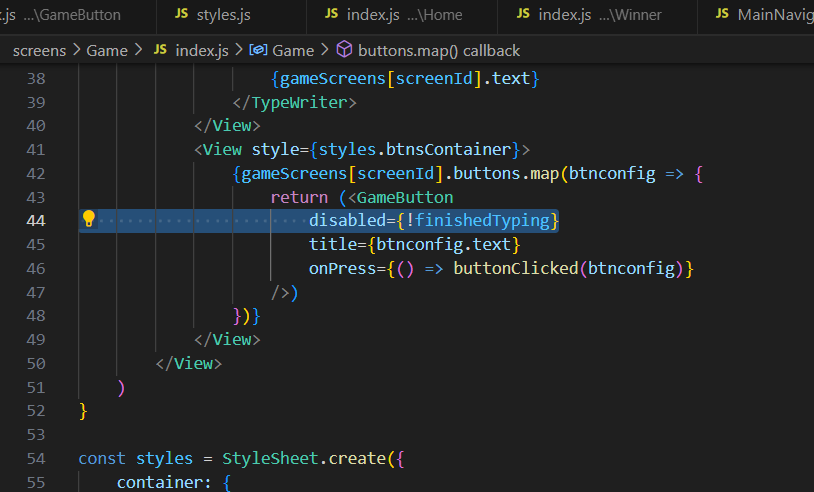 .js ...\GameButton JS styles.js JS index.js ...\Home JS index.js ...\Winner JS MainNavig
screens > Game > JS index.js > Game > buttons.map() callback
38 {gameScreens[screenId].text}
39 </TypeWriter>
40 </View>
41 <View style={styles.btnsContainer}>
42 {gameScreens[screenId].buttons.map(btnconfig => {
43 return (<GameButton
44 disabled={!finishedTyping}
45 title={btnconfig.text}
46 onPress={() => buttonClicked(btnconfig)}
47 />)
48 })}
49 </View>
50 </View>
51 )
52 }
53
54 const styles = StyleSheet.create({
55 container: {